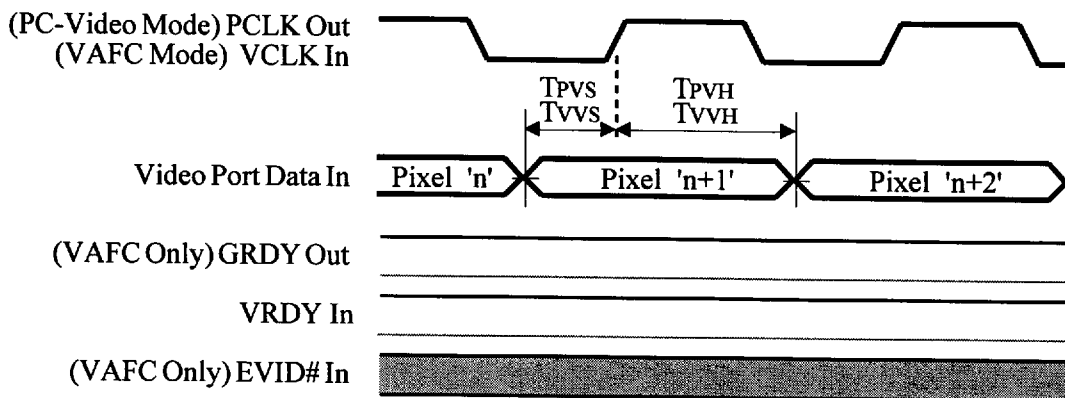 (PC-Video Mode) PCLK Out
(VAFC Mode) VCLK In
TPVS
TVVS
TPVH
TVVH
Video Port Data In
Pixel 'n'
Pixel 'n+1'
Pixel 'n+2'
(VAFC Only) GRDY Out
VRDY In
(VAFC Only) EVID# In